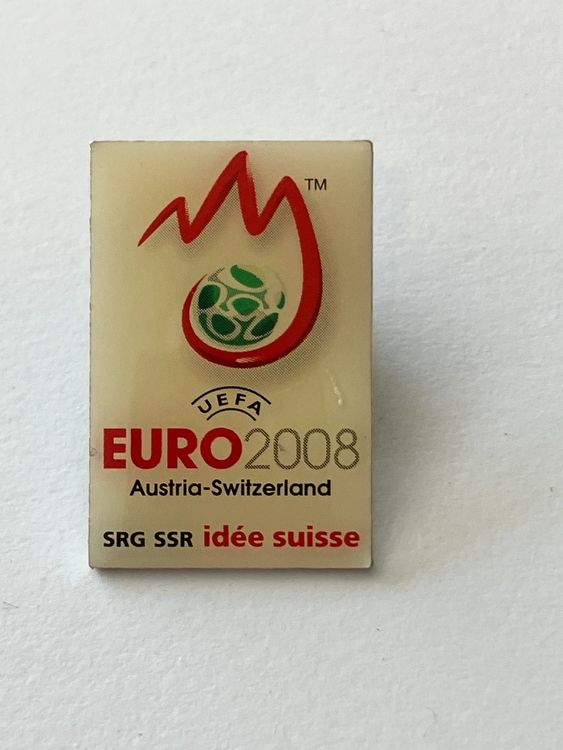 TM
UEFA
EURO2008
Austria-Switzerland
SRG SSR idée suisse